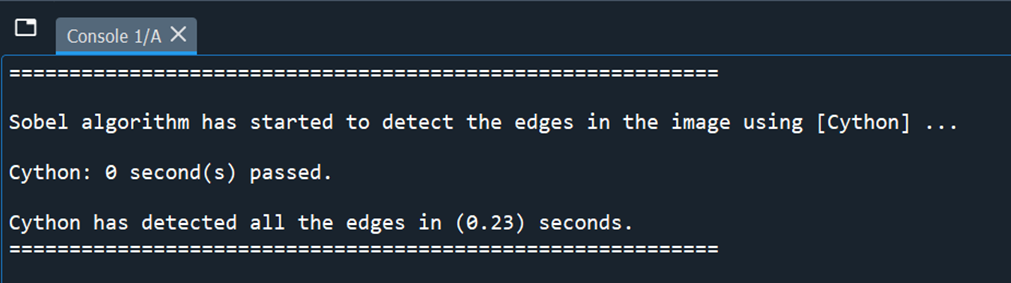 Console 1/A
===========================================================
Sobel algorithm has started to detect the edges in the image using [Cython] ...
Cython: 0 second(s) passed.
Cython has detected all the edges in (0.23) seconds.
===========================================================